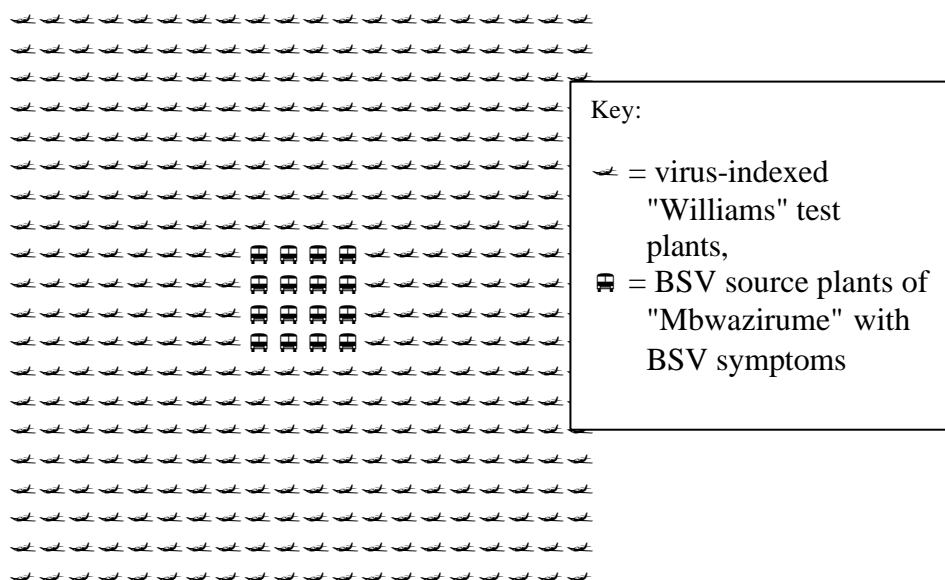 Key:
= virus-indexed
"Williams" test
plants,
= BSV source plants of
"Mbwazirume" with
BSV symptoms